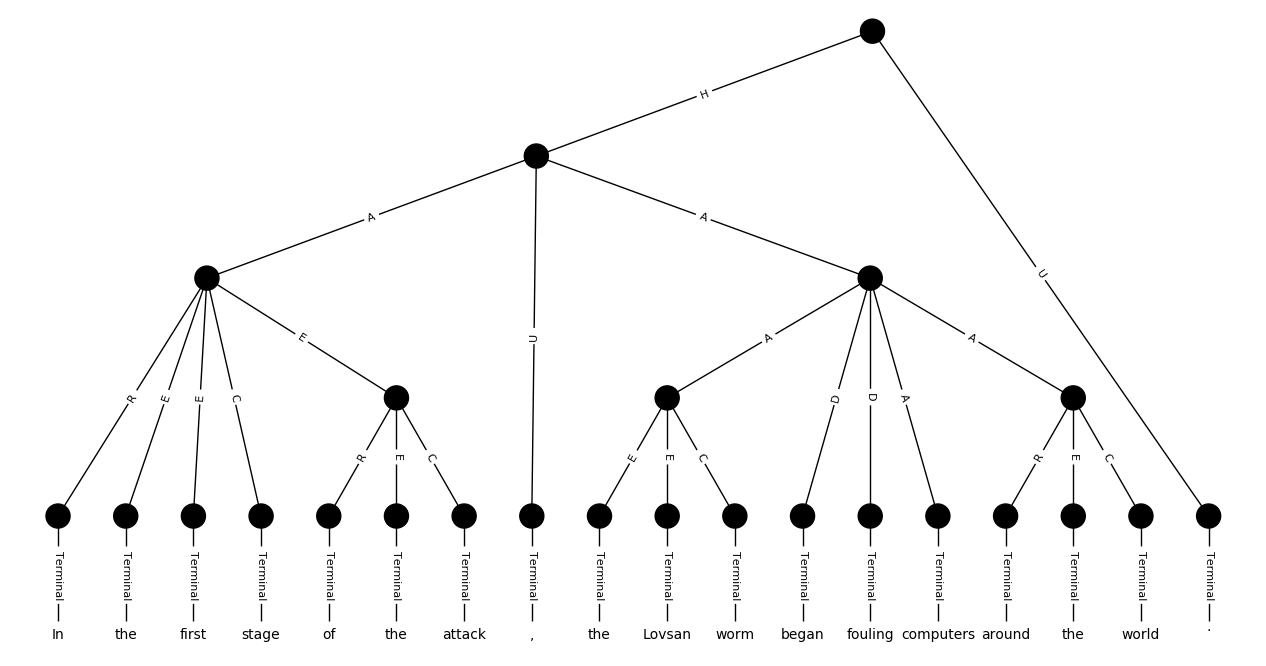 H
A A U
U
E A A
R E E C D D A
R E C E E C R E C
Terminal Terminal Terminal Terminal Terminal Terminal Terminal Terminal Terminal Terminal Terminal Terminal Terminal Terminal Terminal Terminal Terminal Terminal
In the first stage of the attack , the Lovsan worm began fouling computers around the world .